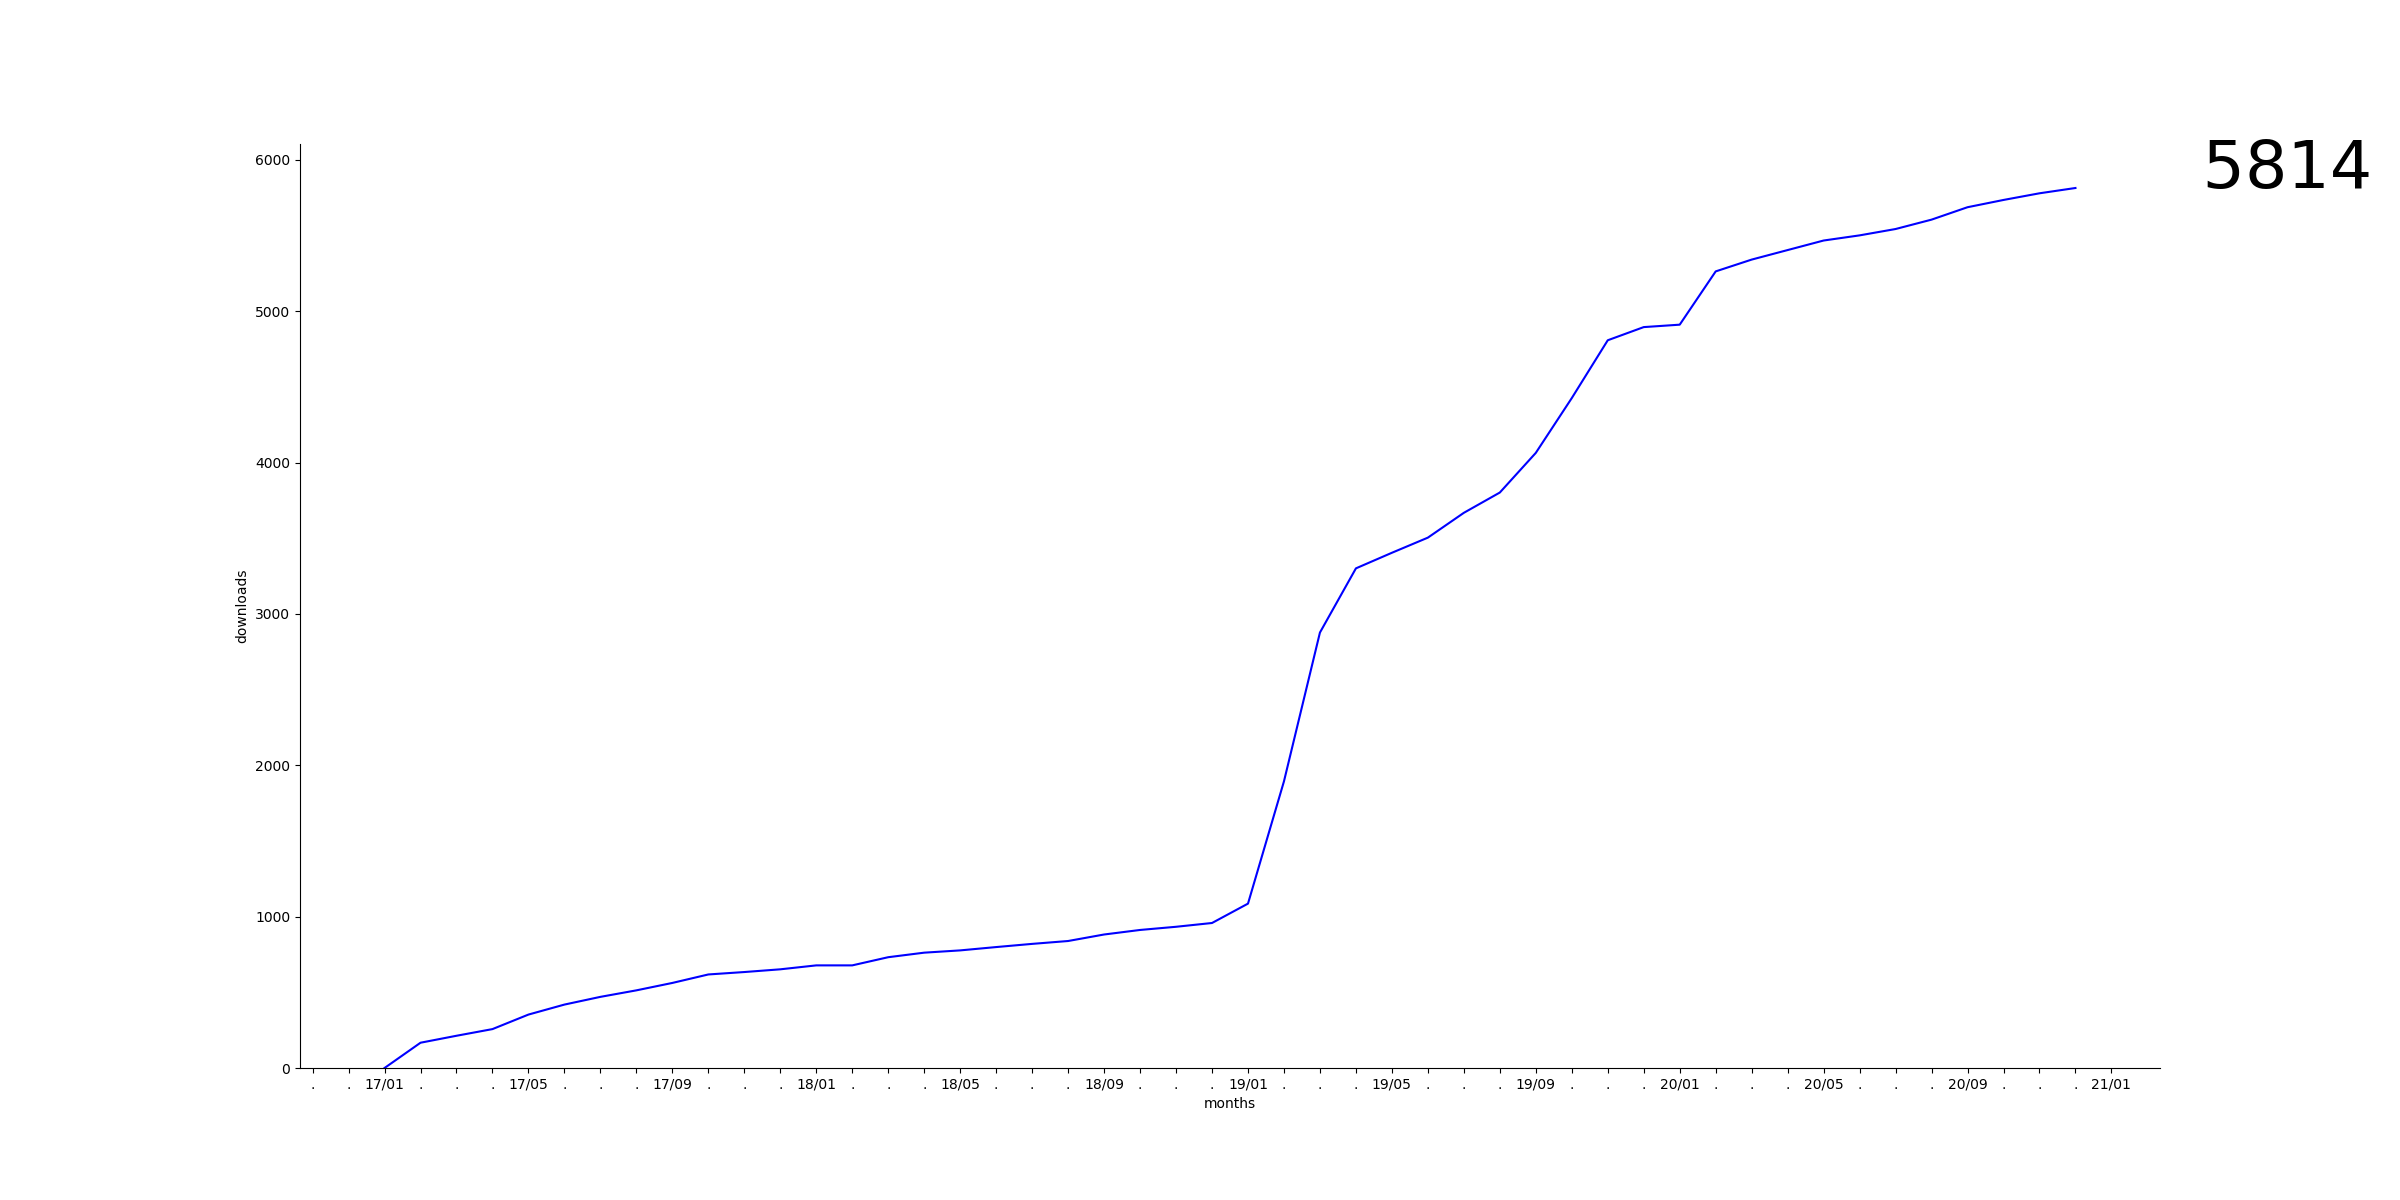 5814
6000
5000
4000
3000
2000
1000
0
downloads
. . 17/01 . . . 17/05 . . . 17/09 . . . 18/01 . . . 18/05 . . . 18/09 . . . 19/01 . . . 19/05 . . . 19/09 . . . 20/01 . . . 20/05 . . . 20/09 . . . 21/01
months